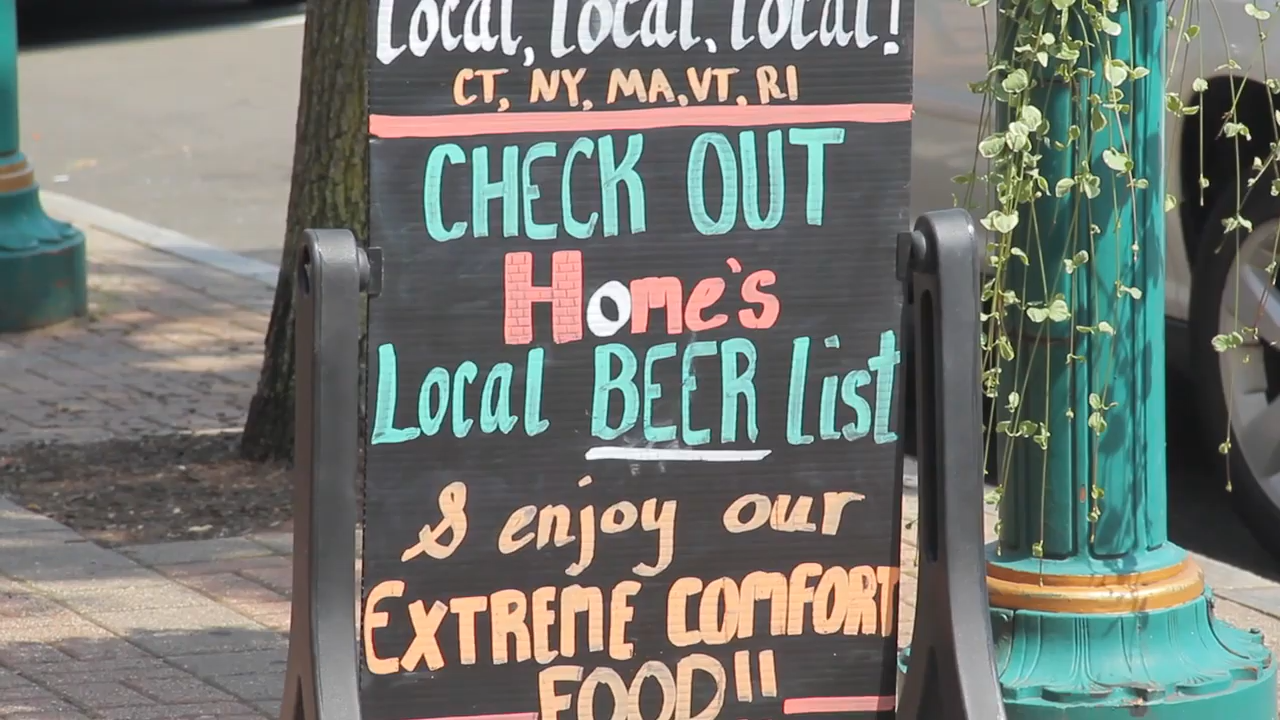 Local, Local, Local!
CT, NY, MA, VT, RI
CHECK OUT
Home's
Local BEER list
& enjoy our
EXTREME COMFORT
FOOD!!